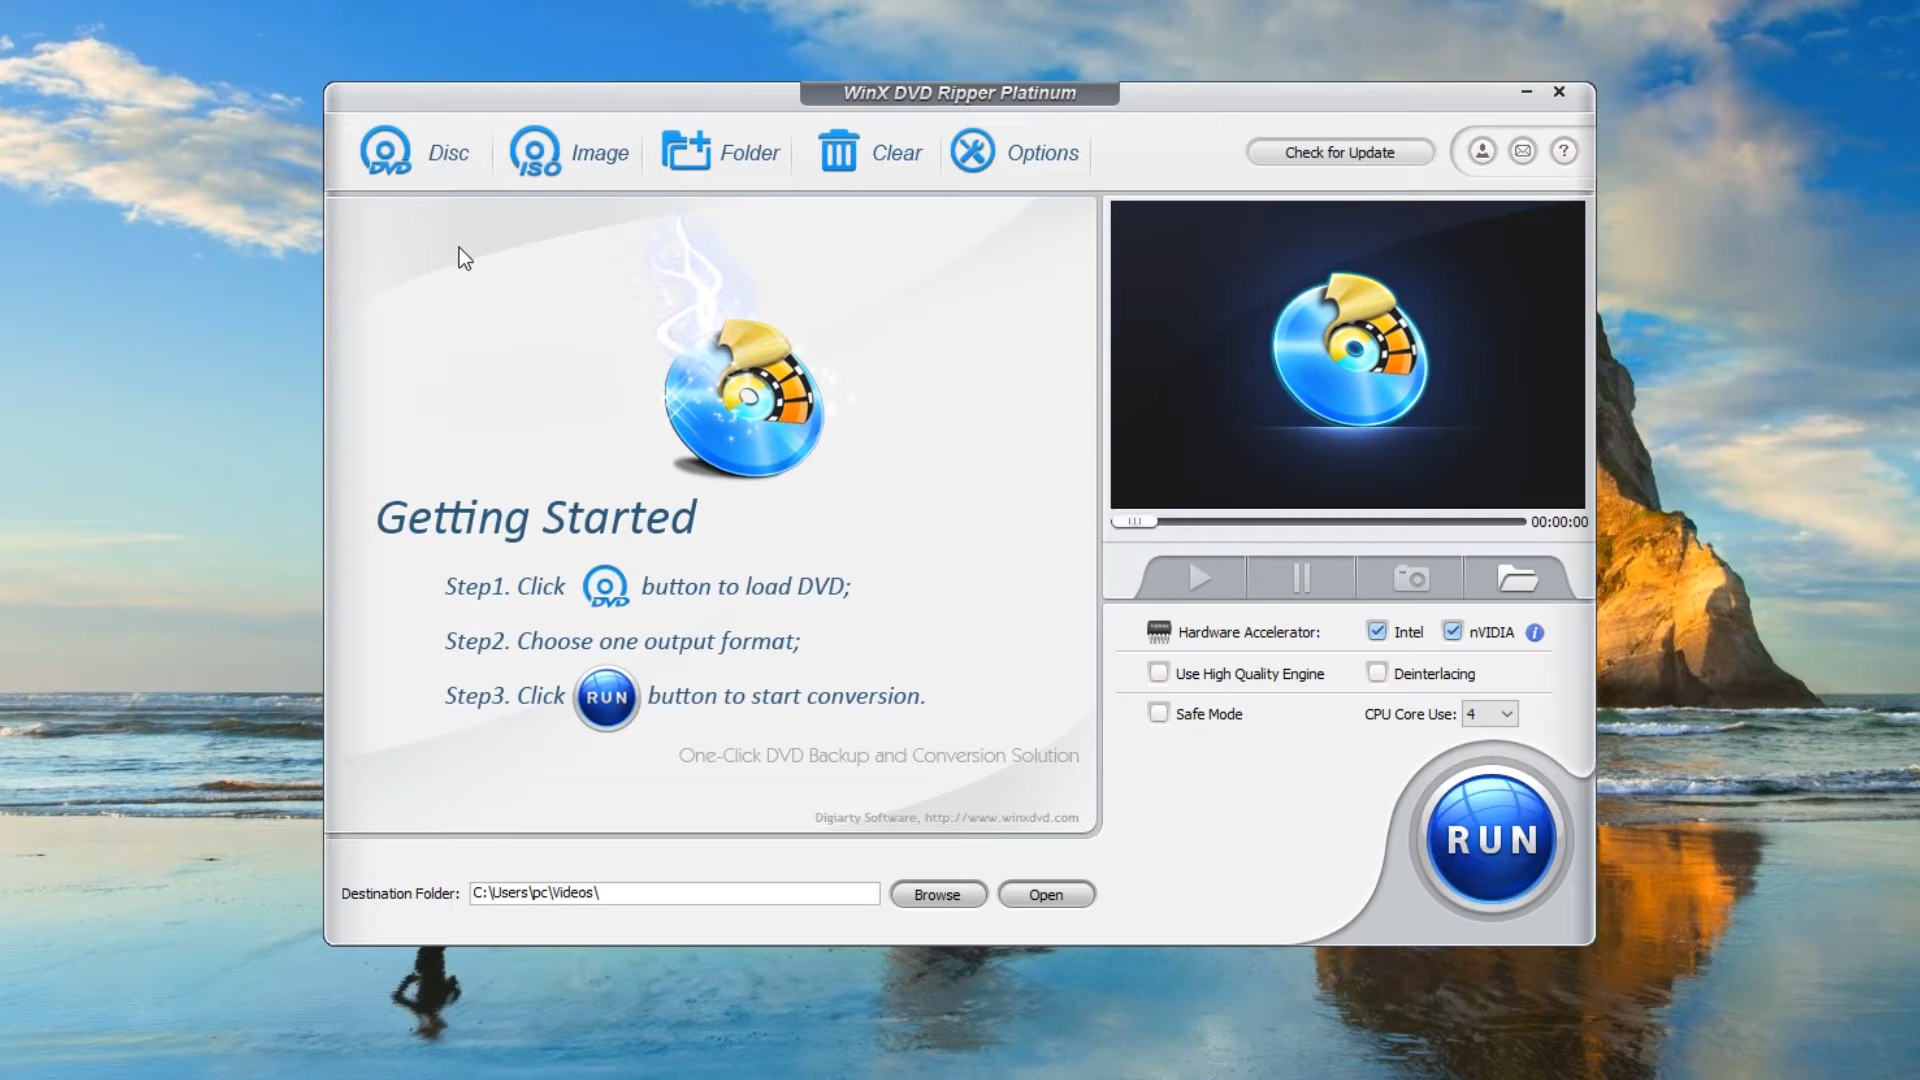 WinX DVD Ripper Platinum
DVD Disc
ISO Image
Folder
Clear
Options
Check for Update
?
Getting Started
Step1. Click DVD button to load DVD;
Step2. Choose one output format;
Step3. Click RUN button to start conversion.
One-Click DVD Backup and Conversion Solution
Digiarty Software, http://www.winxdvd.com
00:00:00
Hardware Accelerator: Intel nVIDIA i
Use High Quality Engine Deinterlacing
Safe Mode CPU Core Use: 4
RUN
Destination Folder: C:\Users\pc\Videos\ Browse Open